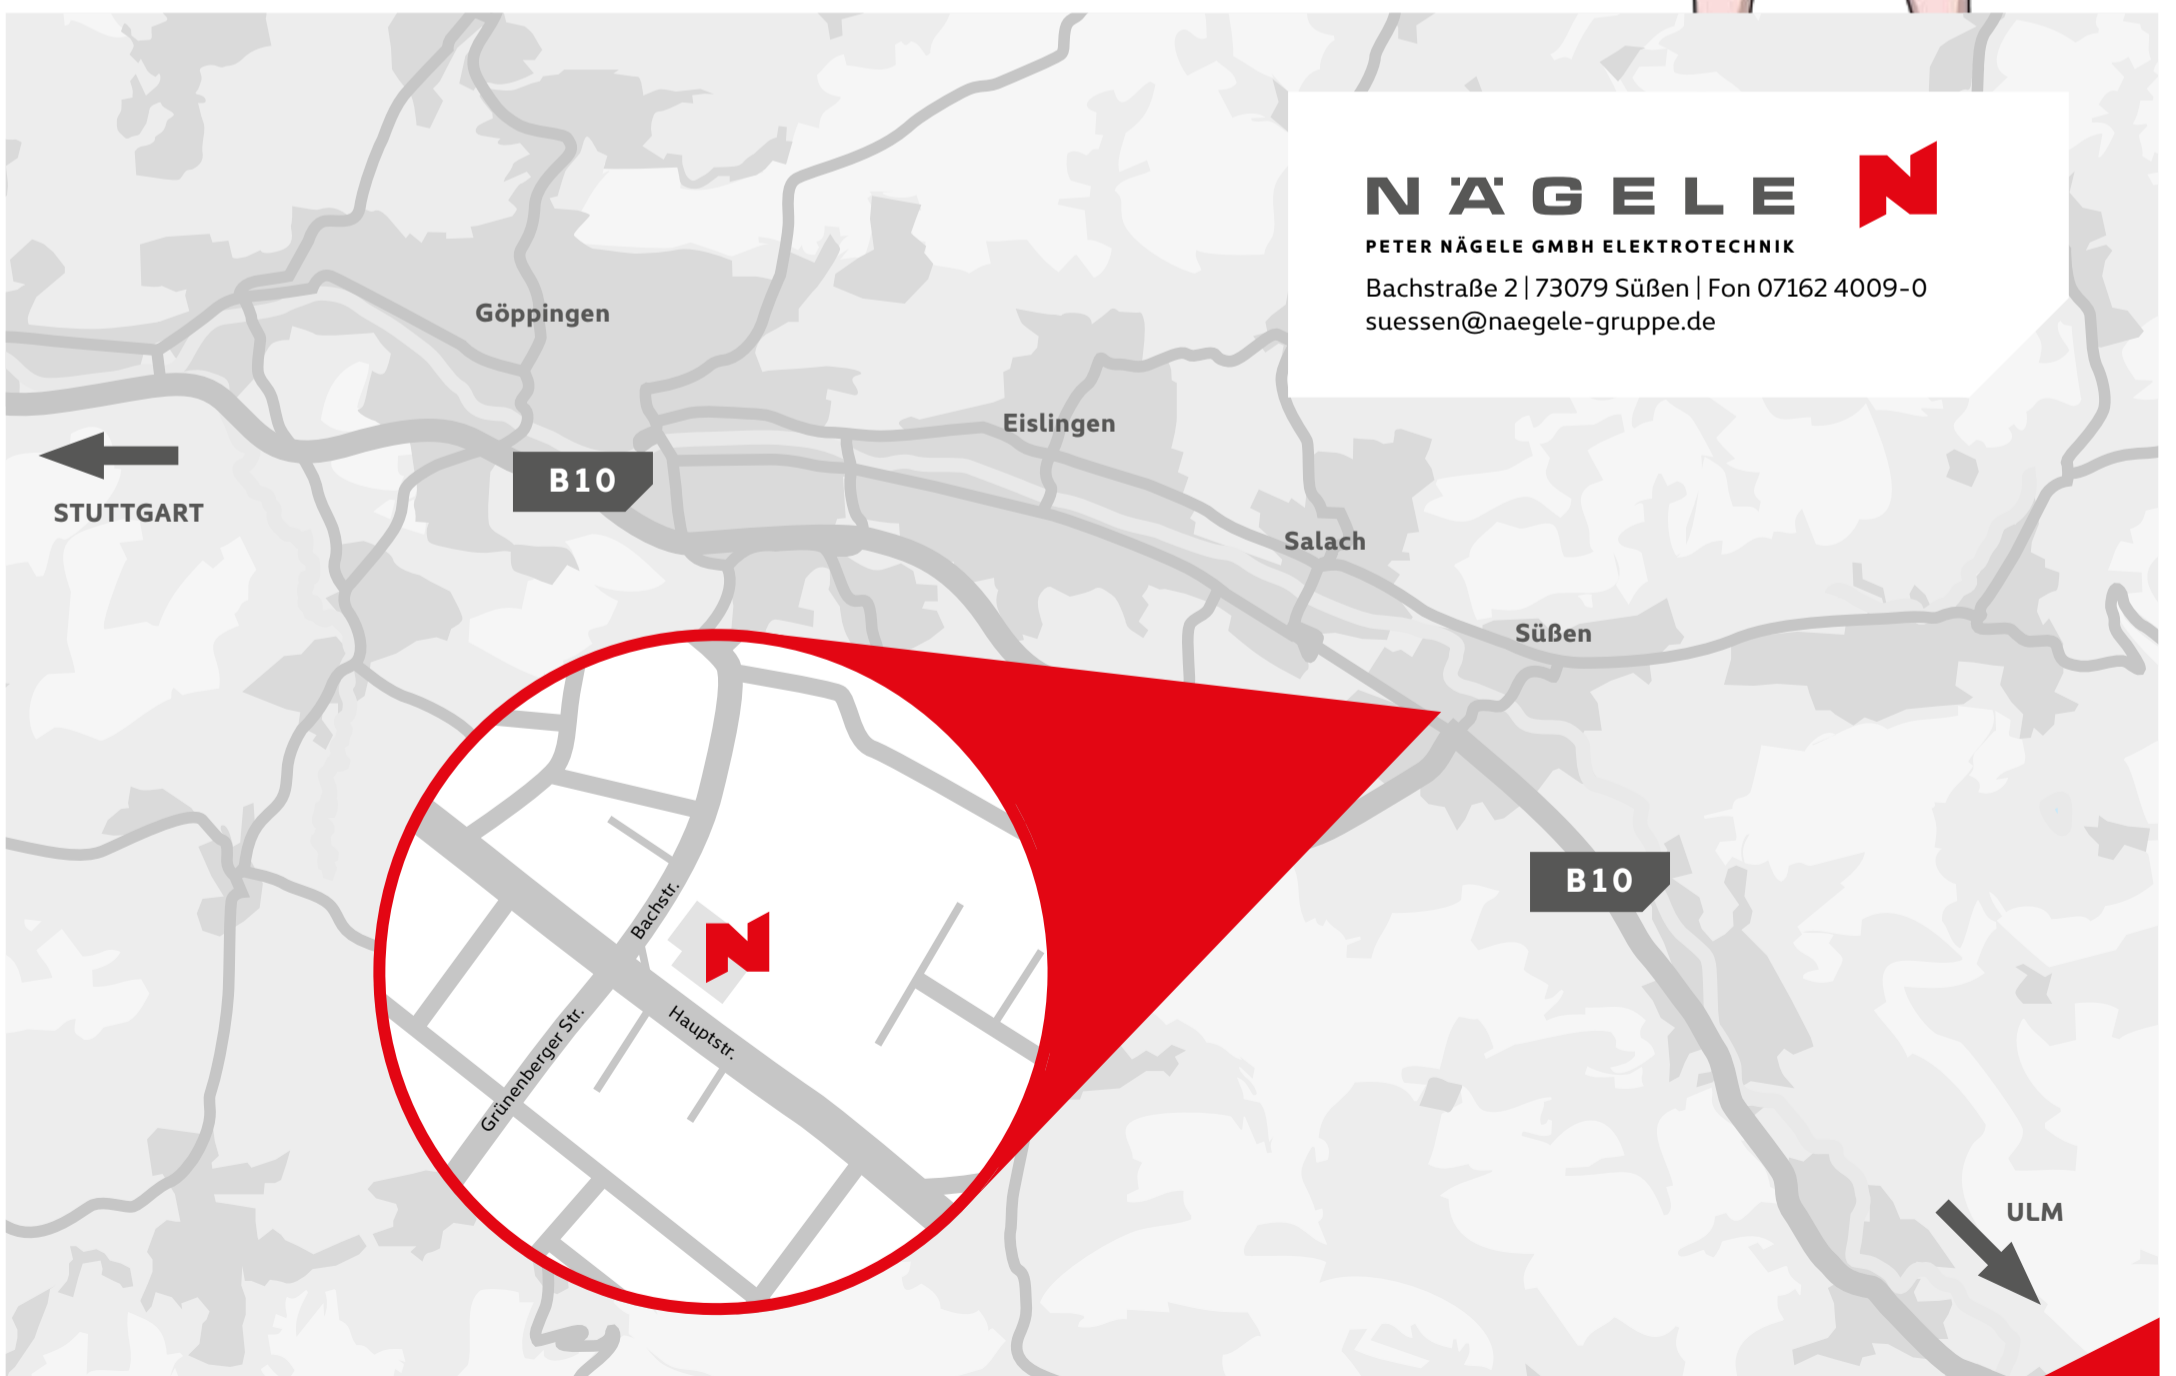 NÄGELE
PETER NÄGELE GMBH ELEKTROTECHNIK
Bachstraße 2 | 73079 Süßen | Fon 07162 4009-0
suessen@naegele-gruppe.de
Göppingen
Eislingen
B10
STUTTGART
Salach
Süßen
B10
Bachstr.
Hauptstr.
Grünenberger Str.
ULM